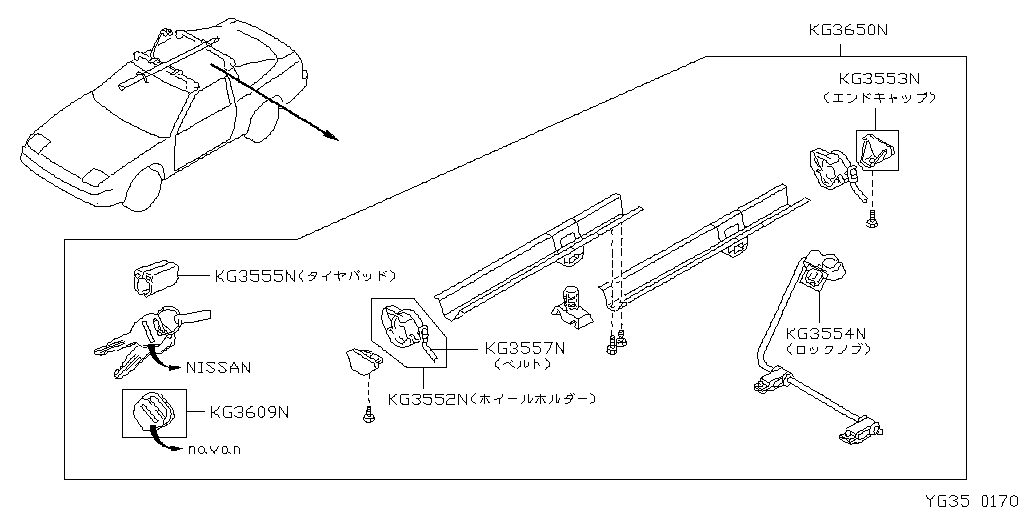 KG3650N
KG3553N
(エンドキャップ)
KG3555N(タイヤパッド)
KG3554N
(ロックノブ)
KG3557N
(ベルト)
NISSAN
KG3552N(ホイールホルダー)
KG3609N
navan
YG35 0170